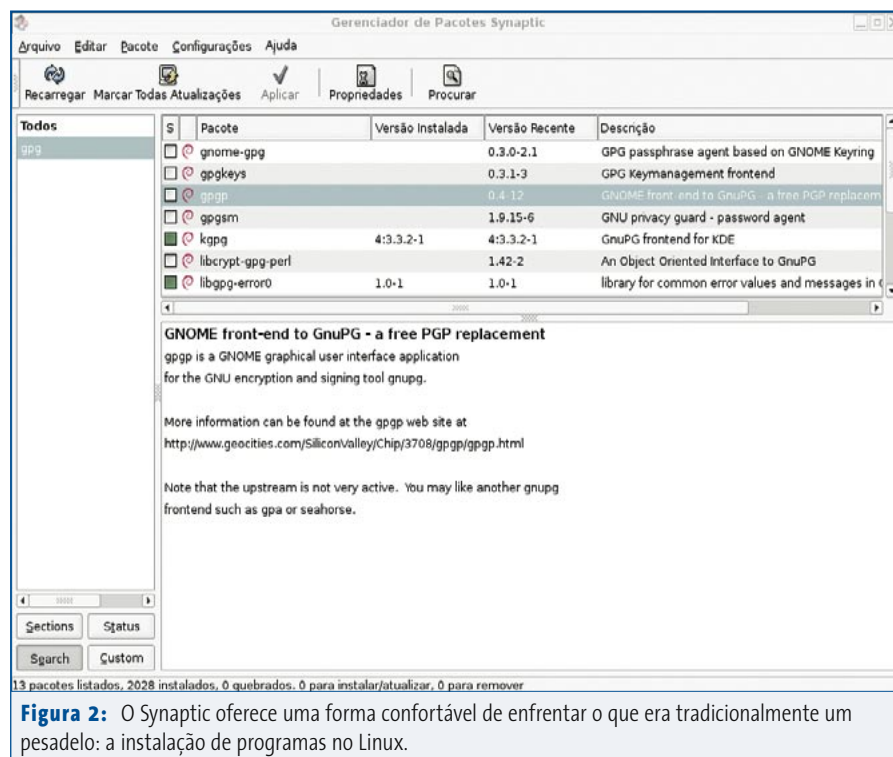 Gerenciador de Pacotes Synaptic
Arquivo Editar Pacote Configurações Ajuda
Recarregar Marcar Todas Atualizações Aplicar Propriedades Procurar
Todos
gpg
S Pacote Versão Instalada Versão Recente Descrição
gnome-gpg 0.3.0-2.1 GPG passphrase agent based on GNOME Keyring
gpgkeys 0.3.1-3 GPG Keymanagement frontend
gpgp 0.4-12 GNOME front-end to GnuPG - a free PGP replacem
gpgsm 1.9.15-6 GNU privacy guard - password agent
kgpg 4:3.3.2-1 4:3.3.2-1 GnuPG frontend for KDE
libcrypt-gpg-perl 1.42-2 An Object Oriented Interface to GnuPG
libgpg-error0 1.0-1 1.0-1 library for common error values and messages in
GNOME front-end to GnuPG - a free PGP replacement
gpgp is a GNOME graphical user interface application
for the GNU encryption and signing tool gnupg.
More information can be found at the gpgp web site at
http://www.geocities.com/SiliconValley/Chip/3708/gpgp/gpgp.html
Note that the upstream is not very active. You may like another gnupg
frontend such as gpa or seahorse.
Sections Status
Search Custom
13 pacotes listados, 2028 instalados, 0 quebrados. 0 para instalar/atualizar, 0 para remover
Figura 2: O Synaptic oferece uma forma confortável de enfrentar o que era tradicionalmente um
pesadelo: a instalação de programas no Linux.